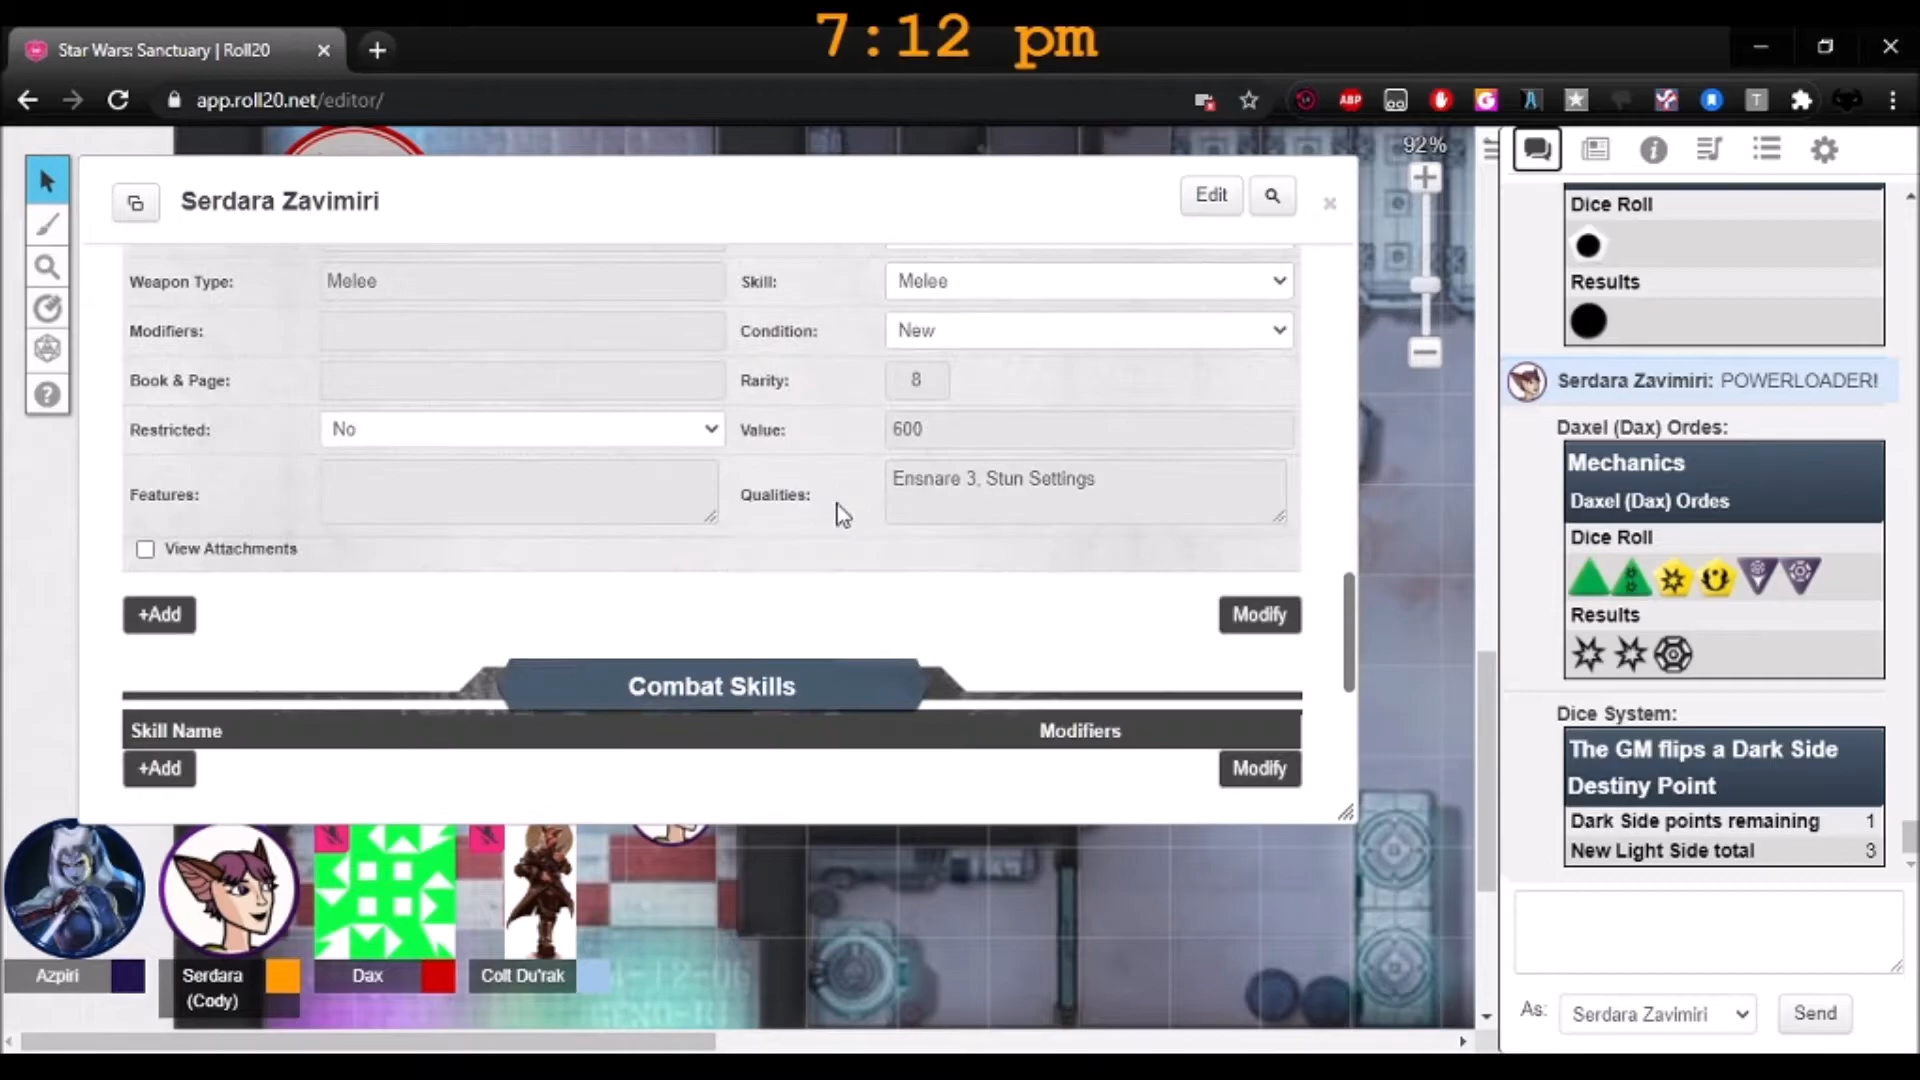 7:12 pm
Star Wars: Sanctuary | Roll20
app.roll20.net/editor/
ABP
92%
Serdara Zavimiri
Edit
Weapon Type: Melee Skill: Melee
Modifiers: Condition: New
Book & Page: Rarity: 8
Restricted: No Value: 600
Features: Qualities: Ensnare 3, Stun Settings
View Attachments
+Add Modify
Combat Skills
Skill Name Modifiers
+Add Modify
Azpiri
Serdara
(Cody)
Dax
Colt Du'rak
Dice Roll
Results
Serdara Zavimiri: POWERLOADER!
Daxel (Dax) Ordes:
Mechanics
Daxel (Dax) Ordes
Dice Roll
Results
Dice System:
The GM flips a Dark Side
Destiny Point
Dark Side points remaining 1
New Light Side total 3
As: Serdara Zavimiri Send